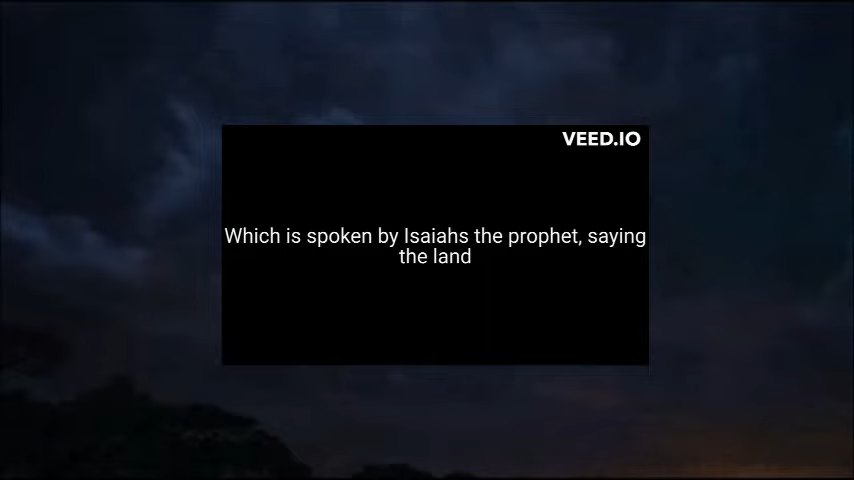 VEED.IO
Which is spoken by Isaiahs the prophet, saying
the land